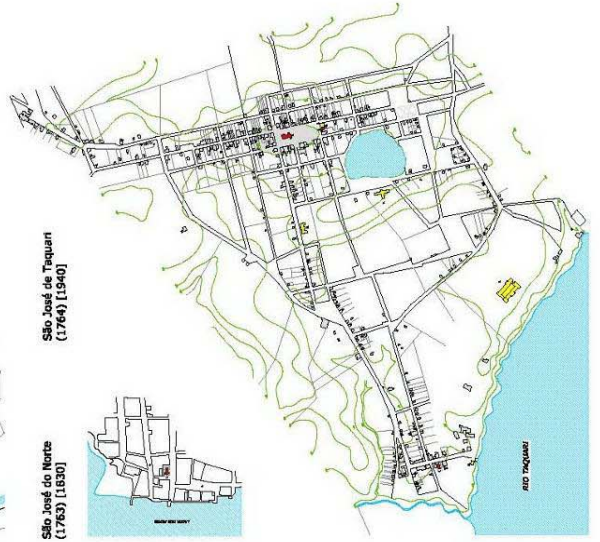 São José de Taquari
(1764) [1940]
São José do Norte
(1763) [1830]
RIO TAQUARI